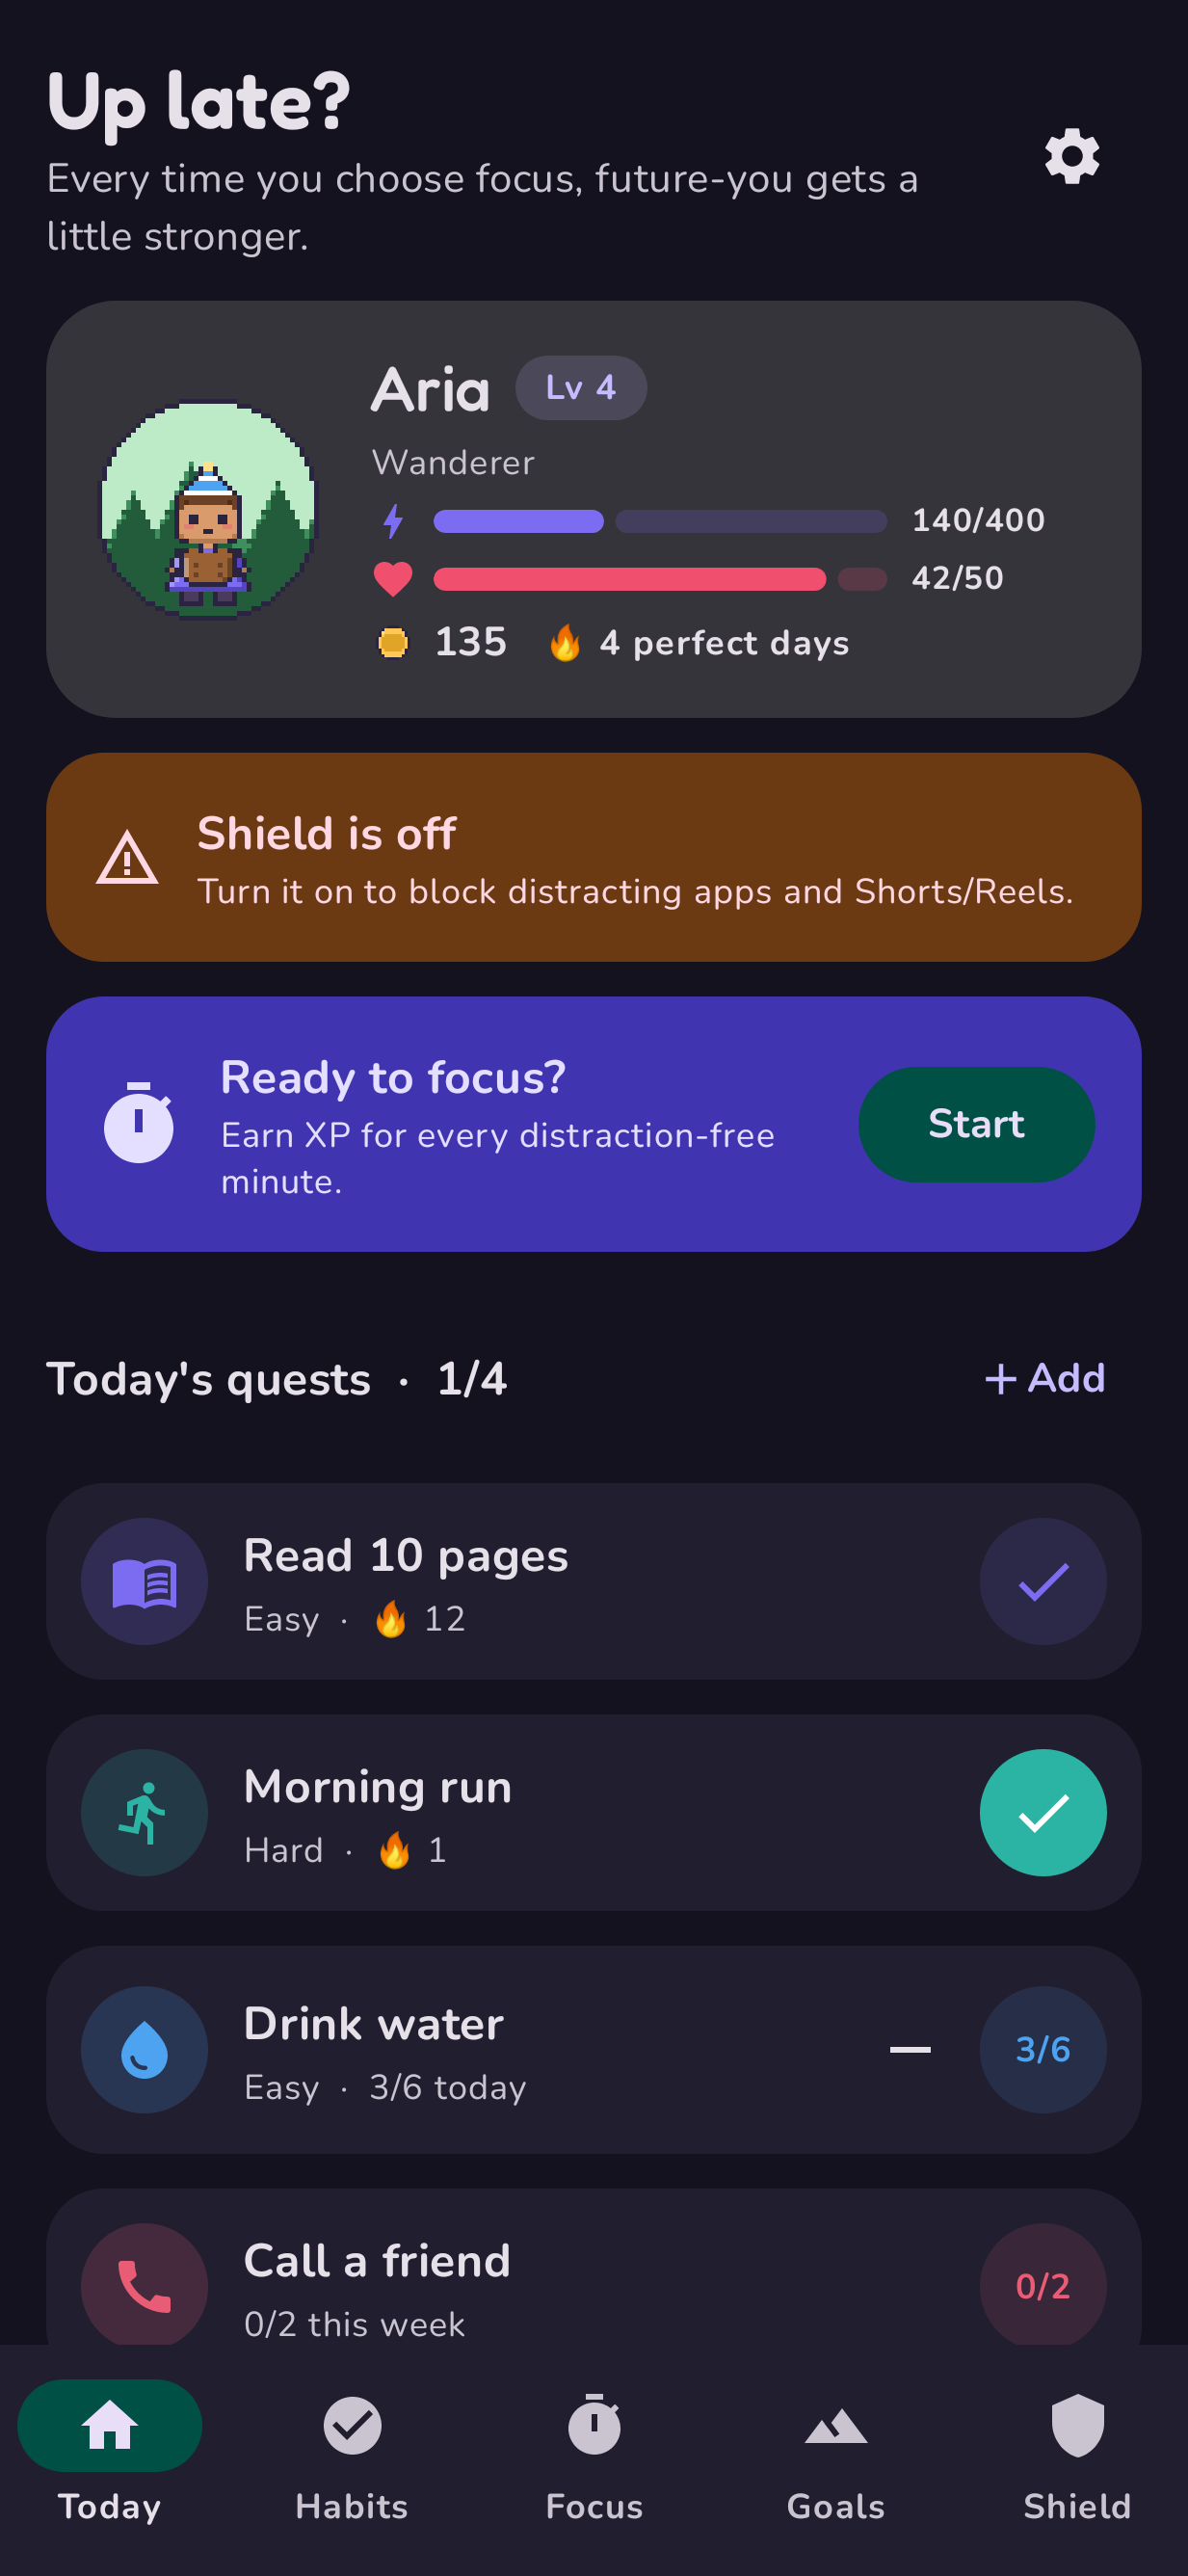 Up late?
Every time you choose focus, future-you gets a
little stronger.
Aria Lv 4
Wanderer
140/400
42/50
135 🔥 4 perfect days
Shield is off
Turn it on to block distracting apps and Shorts/Reels.
Ready to focus?
Earn XP for every distraction-free
minute.
Start
Today's quests · 1/4
+ Add
Read 10 pages
Easy · 🔥 12
Morning run
Hard · 🔥 1
Drink water
Easy · 3/6 today
3/6
Call a friend
0/2 this week
0/2
Today Habits Focus Goals Shield